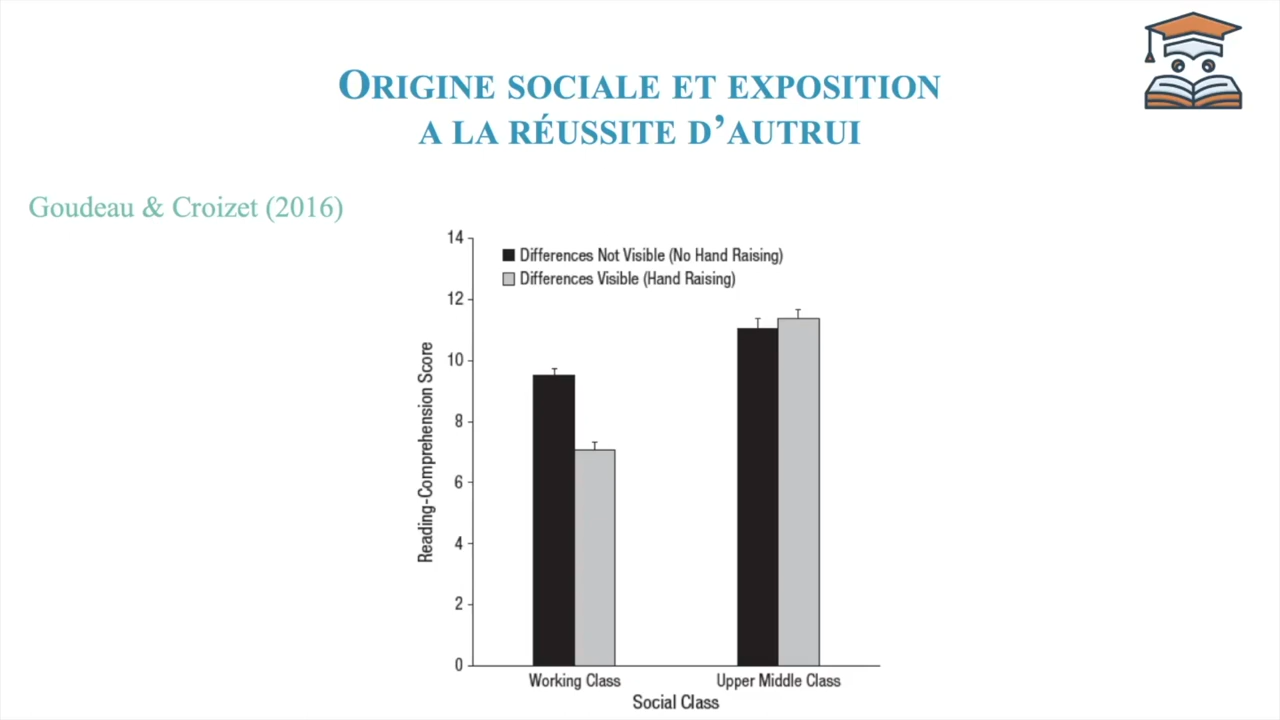 ORIGINE SOCIALE ET EXPOSITION
A LA RÉUSSITE D’AUTRUI
Goudeau & Croizet (2016)
14
12
10
8
6
4
2
0
Differences Not Visible (No Hand Raising)
Differences Visible (Hand Raising)
Reading-Comprehension Score
Working Class
Upper Middle Class
Social Class